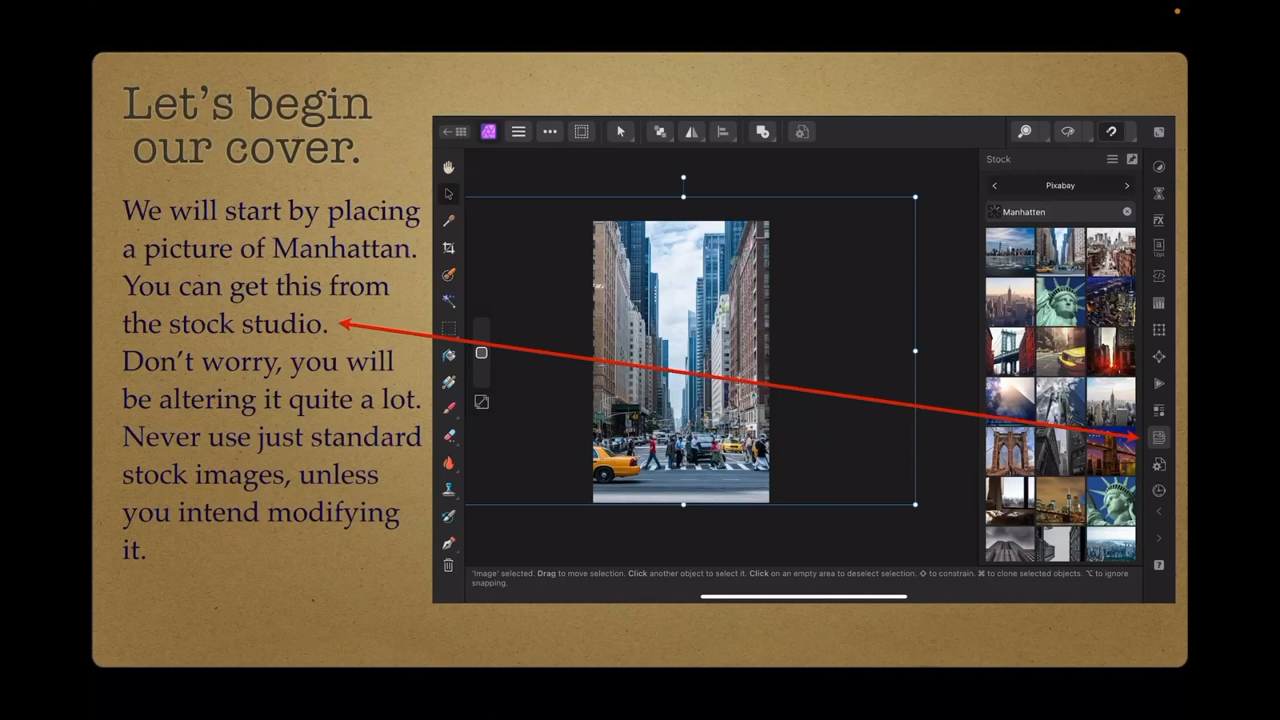 Let's begin
our cover.
We will start by placing
a picture of Manhattan.
You can get this from
the stock studio.
Don't worry, you will
be altering it quite a lot.
Never use just standard
stock images, unless
you intend modifying
it.
Stock
Pixabay
Manhatten
FX
a
?
'Image' selected. Drag to move selection. Click another object to select it. Click on an empty area to deselect selection. ⇧ to constrain. ⌘ to clone selected objects. ⌥ to ignore
snapping.